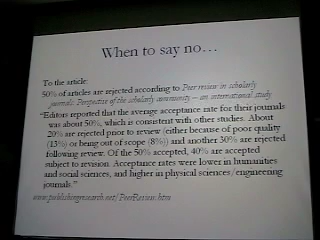 When to say no…
To the article:
50% of articles are rejected according to Peer review in scholarly
journals: Perspective of the scholarly community – an international study
“Editors reported that the average acceptance rate for their journals
was about 50%, which is consistent with other studies. About
20% are rejected prior to review (either because of poor quality
(13%) or being out of scope (8%)) and another 30% are rejected
following review. Of the 50% accepted, 40% are accepted
subject to revision. Acceptance rates were lower in humanities
and social sciences, and higher in physical sciences/engineering
journals.”
www.publishingresearch.net/PeerReview.htm